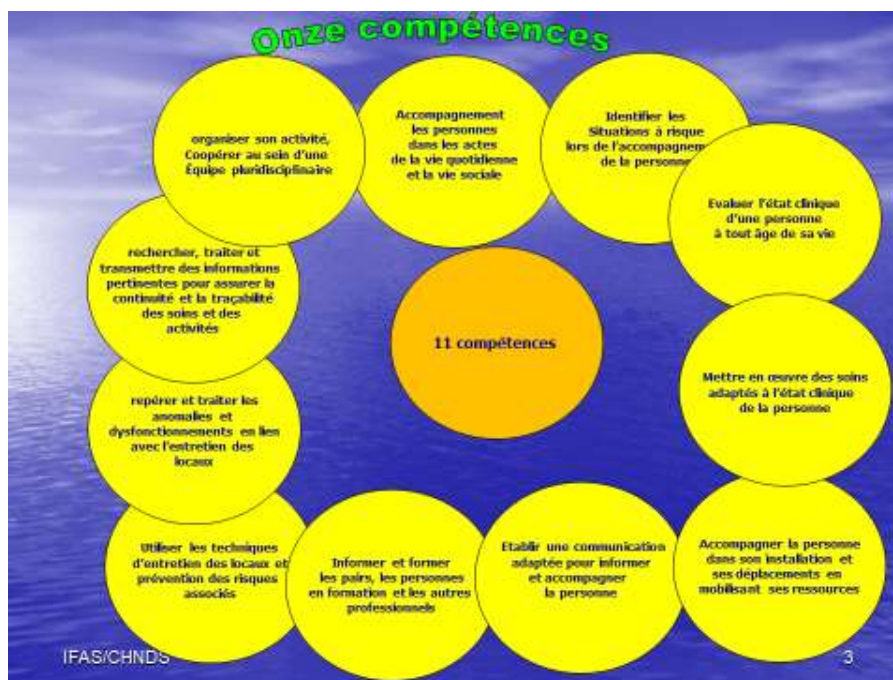 Onze compétences
organiser son activité,
Coopérer au sein d'une
Équipe pluridisciplinaire
Accompagnement
les personnes
dans les actes
de la vie quotidienne
et la vie sociale
Identifier les
Situations à risque
lors de l'accompagnem
de la personne
Evaluer l'état clinique
d'une personne
à tout âge de sa vie
Mettre en œuvre des soins
adaptés à l'état clinique
de la personne
Accompagner la personne
dans son installation et
ses déplacements en
mobilisant ses ressources
Etablir une communication
adaptée pour informer
et accompagner
la personne
Informer et former
les pairs, les personnes
en formation et les autres
professionnels
Utiliser les techniques
d'entretien des locaux et
prévention des risques
associés
repérer et traiter les
anomalies et
dysfonctionnements en lien
avec l'entretien des
locaux
rechercher, traiter et
transmettre des informations
pertinentes pour assurer la
continuité et la traçabilité
des soins et des
activités
11 compétences
IFAS/CHNDS
3